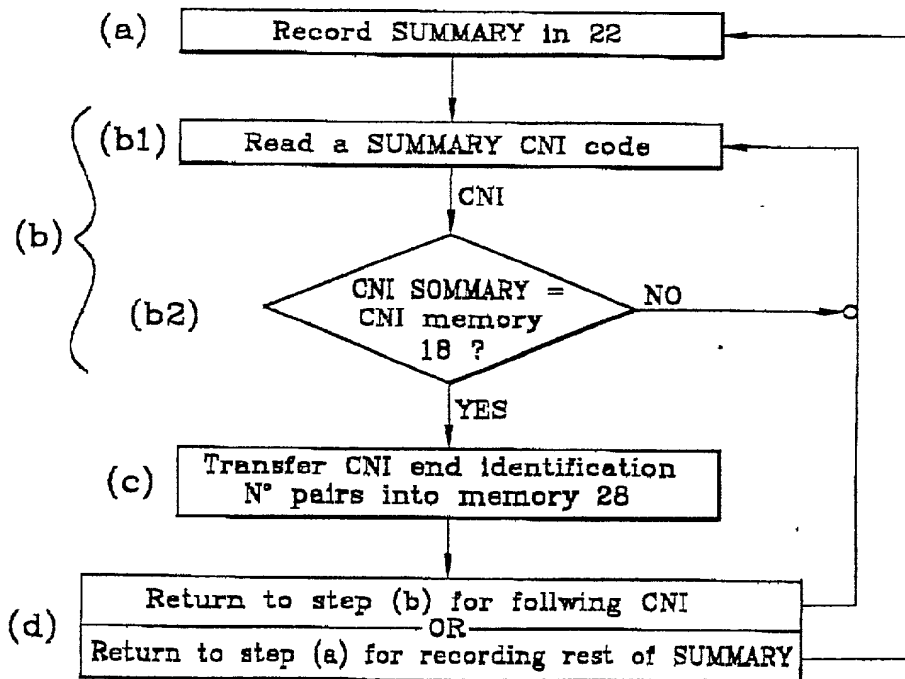 (a)
Record SUMMARY in 22
(b)
(b1)
Read a SUMMARY CNI code
CNI
(b2)
CNI SOMMARY =
CNI memory
18 ?
NO
YES
(c)
Transfer CNI end identification
N° pairs into memory 28
(d)
Return to step (b) for follwing CNI
OR
Return to step (a) for recording rest of SUMMARY